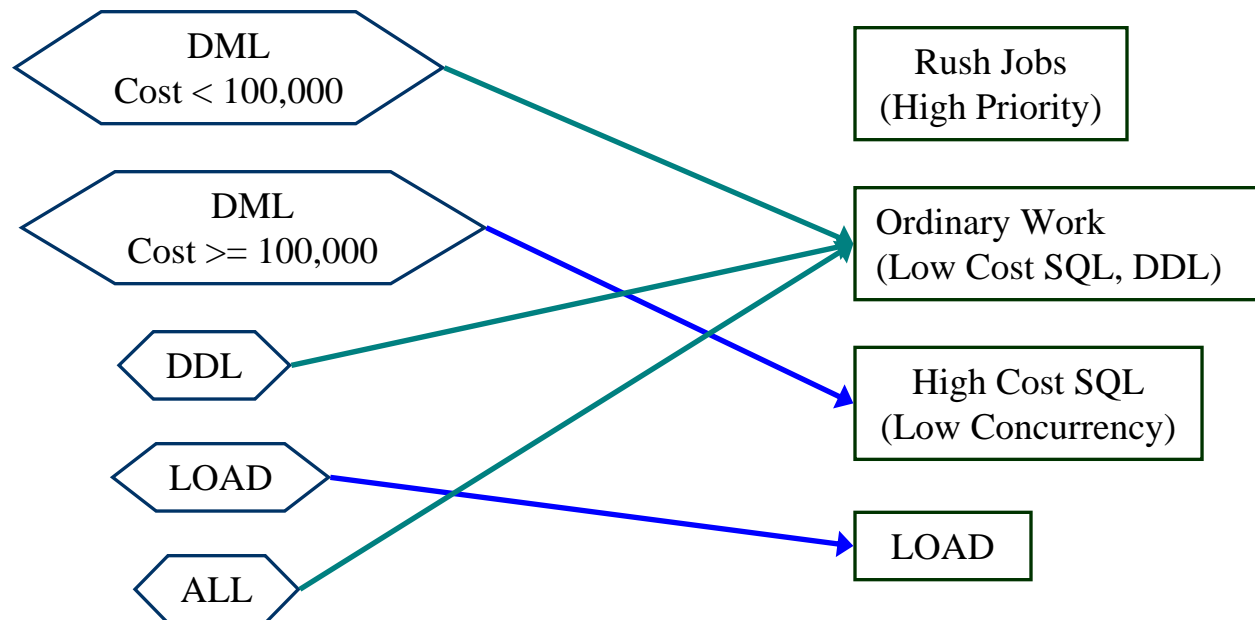 DML
Cost < 100,000
DML
Cost >= 100,000
DDL
LOAD
ALL
Rush Jobs
(High Priority)
Ordinary Work
(Low Cost SQL, DDL)
High Cost SQL
(Low Concurrency)
LOAD